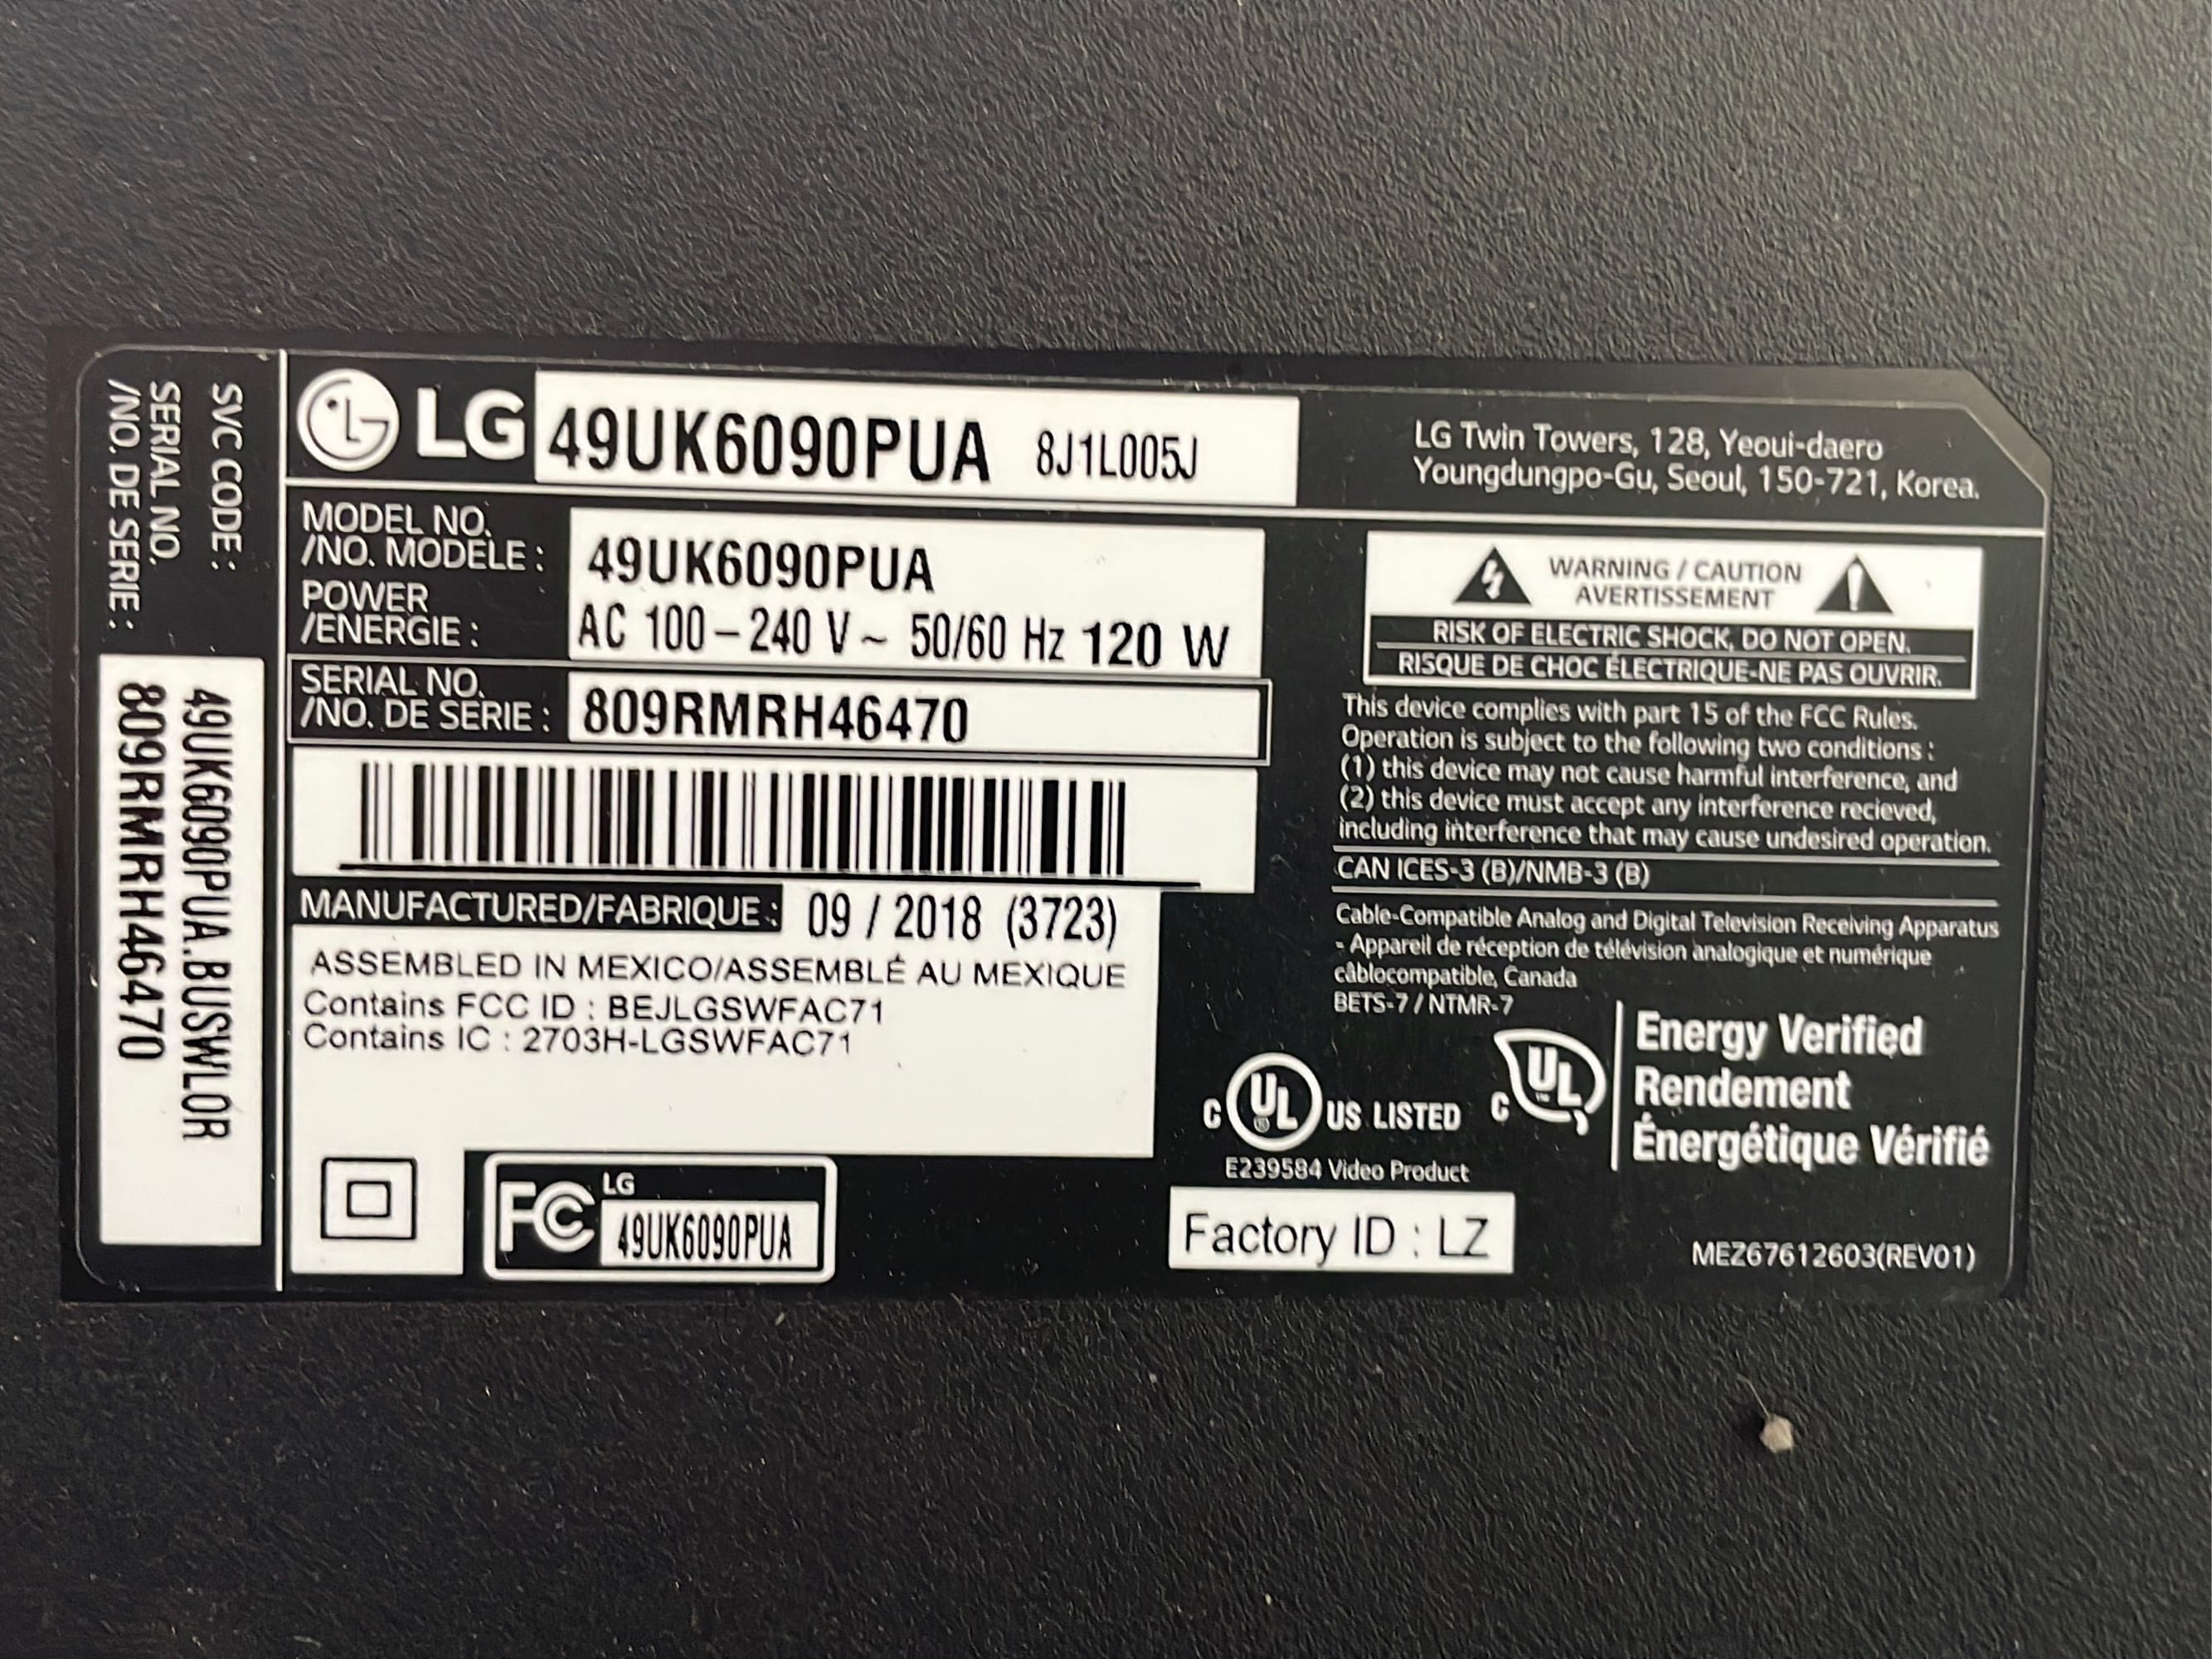 SVC CODE : 49UK6090PUA.BUSWLOR
SERIAL NO.
/NO. DE SERIE : 809RMRH46470
LG 49UK6090PUA 8J1L005J
LG Twin Towers, 128, Yeoui-daero
Youngdungpo-Gu, Seoul, 150-721, Korea.
MODEL NO.
/NO. MODÈLE : 49UK6090PUA
POWER
/ÉNERGIE : AC 100 – 240 V ~ 50/60 Hz 120 W
SERIAL NO.
/NO. DE SERIE : 809RMRH46470
MANUFACTURED/FABRIQUE : 09 / 2018 (3723)
ASSEMBLED IN MEXICO/ASSEMBLÉ AU MEXIQUE
Contains FCC ID : BEJLGSWFAC71
Contains IC : 2703H-LGSWFAC71
FC LG
49UK6090PUA
WARNING / CAUTION
AVERTISSEMENT
RISK OF ELECTRIC SHOCK, DO NOT OPEN.
RISQUE DE CHOC ÉLECTRIQUE-NE PAS OUVRIR.
This device complies with part 15 of the FCC Rules.
Operation is subject to the following two conditions :
(1) this device may not cause harmful interference, and
(2) this device must accept any interference recieved,
including interference that may cause undesired operation.
CAN ICES-3 (B)/NMB-3 (B)
Cable-Compatible Analog and Digital Television Receiving Apparatus
- Appareil de réception de télévision analogique et numérique
câblocompatible, Canada
BETS-7 / NTMR-7
C UL ® US LISTED
E239584 Video Product
C UL ™
Energy Verified
Rendement
Énergétique Vérifié
Factory ID : LZ
MEZ67612603(REV01)